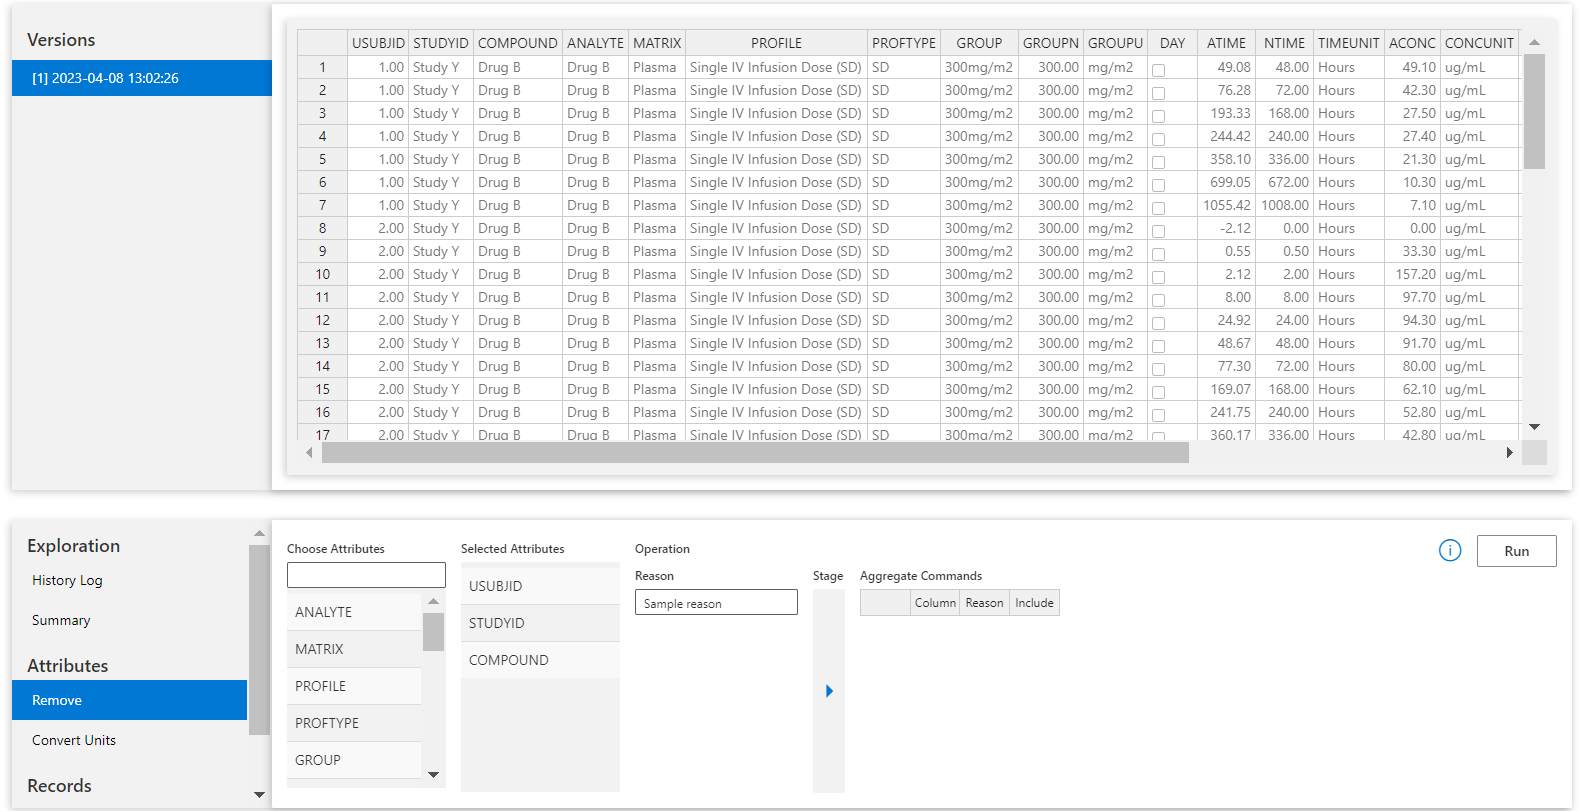 Versions
[1] 2023-04-08 13:02:26
USUBJID STUDYID COMPOUND ANALYTE MATRIX PROFILE PROFTYPE GROUP GROUPN GROUPU DAY ATIME NTIME TIMEUNIT ACONC CONCUNIT
1 1.00 Study Y Drug B Drug B Plasma Single IV Infusion Dose (SD) SD 300mg/m2 300.00 mg/m2 49.08 48.00 Hours 49.10 ug/mL
2 1.00 Study Y Drug B Drug B Plasma Single IV Infusion Dose (SD) SD 300mg/m2 300.00 mg/m2 76.28 72.00 Hours 42.30 ug/mL
3 1.00 Study Y Drug B Drug B Plasma Single IV Infusion Dose (SD) SD 300mg/m2 300.00 mg/m2 193.33 168.00 Hours 27.50 ug/mL
4 1.00 Study Y Drug B Drug B Plasma Single IV Infusion Dose (SD) SD 300mg/m2 300.00 mg/m2 244.42 240.00 Hours 27.40 ug/mL
5 1.00 Study Y Drug B Drug B Plasma Single IV Infusion Dose (SD) SD 300mg/m2 300.00 mg/m2 358.10 336.00 Hours 21.30 ug/mL
6 1.00 Study Y Drug B Drug B Plasma Single IV Infusion Dose (SD) SD 300mg/m2 300.00 mg/m2 699.05 672.00 Hours 10.30 ug/mL
7 1.00 Study Y Drug B Drug B Plasma Single IV Infusion Dose (SD) SD 300mg/m2 300.00 mg/m2 1055.42 1008.00 Hours 7.10 ug/mL
8 2.00 Study Y Drug B Drug B Plasma Single IV Infusion Dose (SD) SD 300mg/m2 300.00 mg/m2 -2.12 0.00 Hours 0.00 ug/mL
9 2.00 Study Y Drug B Drug B Plasma Single IV Infusion Dose (SD) SD 300mg/m2 300.00 mg/m2 0.55 0.50 Hours 33.30 ug/mL
10 2.00 Study Y Drug B Drug B Plasma Single IV Infusion Dose (SD) SD 300mg/m2 300.00 mg/m2 2.12 2.00 Hours 157.20 ug/mL
11 2.00 Study Y Drug B Drug B Plasma Single IV Infusion Dose (SD) SD 300mg/m2 300.00 mg/m2 8.00 8.00 Hours 97.70 ug/mL
12 2.00 Study Y Drug B Drug B Plasma Single IV Infusion Dose (SD) SD 300mg/m2 300.00 mg/m2 24.92 24.00 Hours 94.30 ug/mL
13 2.00 Study Y Drug B Drug B Plasma Single IV Infusion Dose (SD) SD 300mg/m2 300.00 mg/m2 48.67 48.00 Hours 91.70 ug/mL
14 2.00 Study Y Drug B Drug B Plasma Single IV Infusion Dose (SD) SD 300mg/m2 300.00 mg/m2 77.30 72.00 Hours 80.00 ug/mL
15 2.00 Study Y Drug B Drug B Plasma Single IV Infusion Dose (SD) SD 300mg/m2 300.00 mg/m2 169.07 168.00 Hours 62.10 ug/mL
16 2.00 Study Y Drug B Drug B Plasma Single IV Infusion Dose (SD) SD 300mg/m2 300.00 mg/m2 241.75 240.00 Hours 52.80 ug/mL
17 2.00 Study Y Drug B Drug B Plasma Single IV Infusion Dose (SD) SD 300mg/m2 300.00 mg/m2 360.17 336.00 Hours 42.80 ug/mL
Exploration
History Log
Summary
Attributes
Remove
Convert Units
Records
Choose Attributes
ANALYTE
MATRIX
PROFILE
PROFTYPE
GROUP
Selected Attributes
USUBJID
STUDYID
COMPOUND
Operation
Reason
Sample reason
Stage
Aggregate Commands
Column Reason Include
i
Run